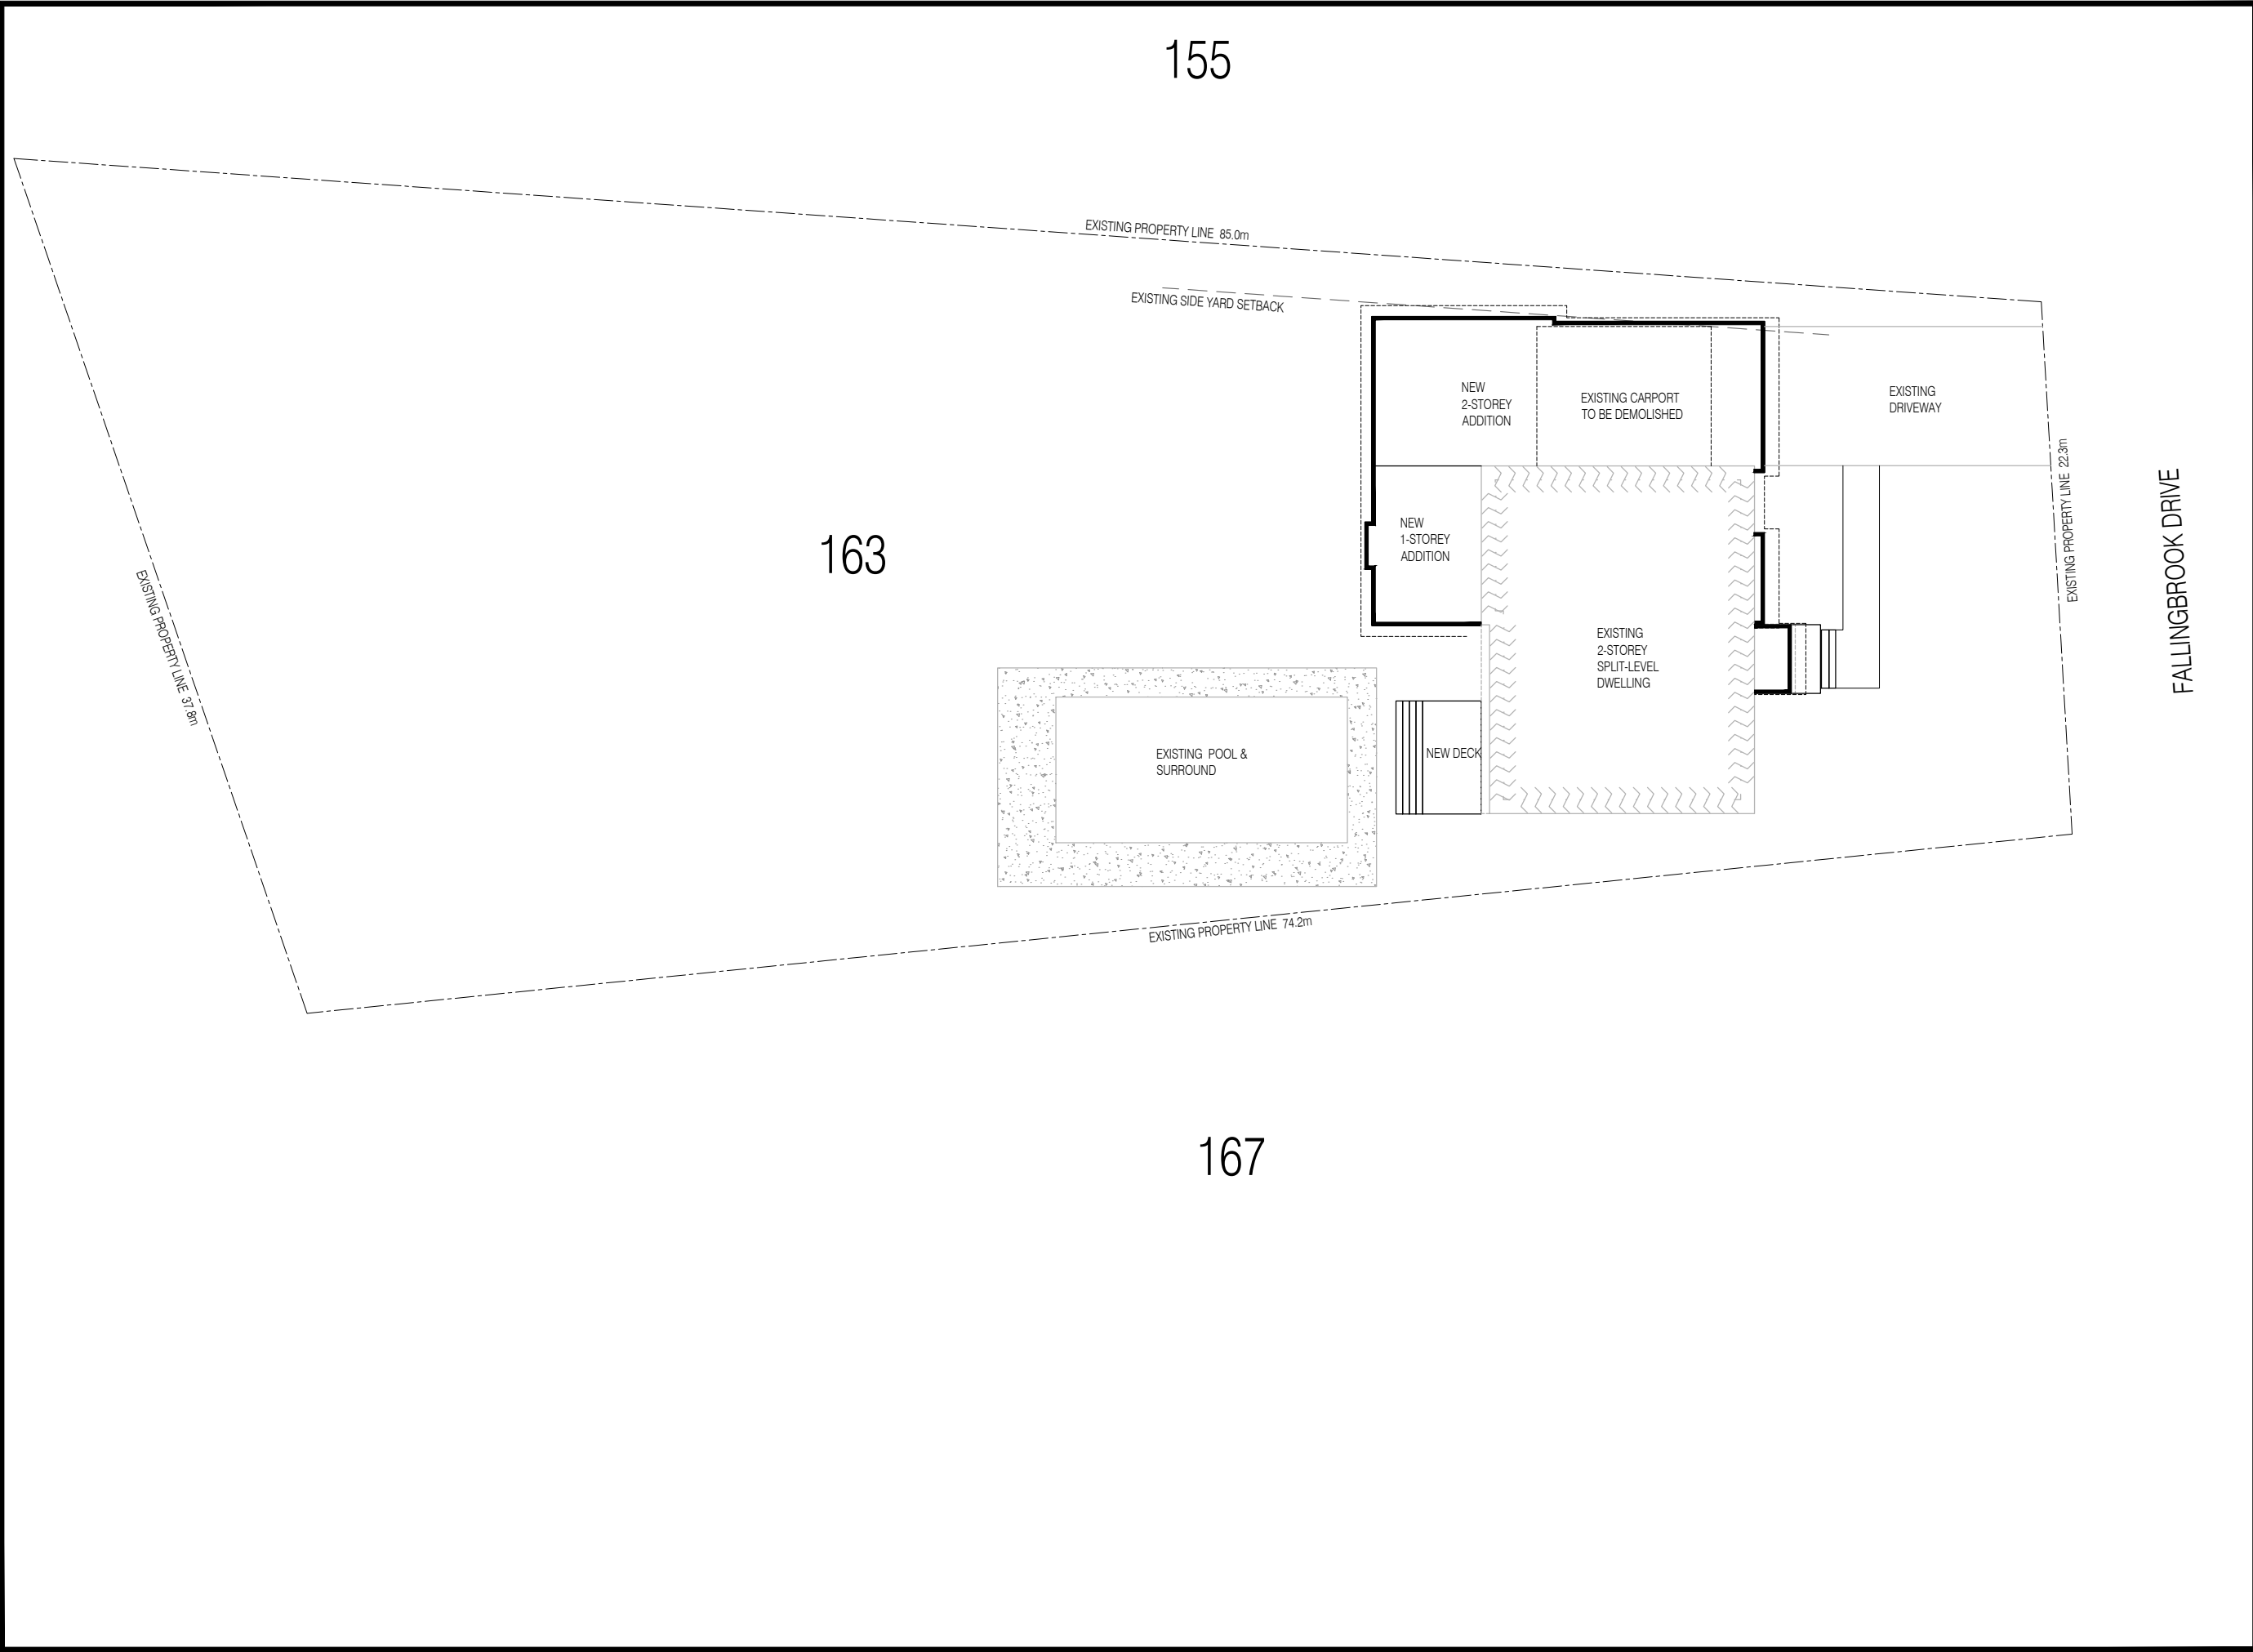 155
EXISTING PROPERTY LINE 85.0m
EXISTING SIDE YARD SETBACK
NEW
2-STOREY
ADDITION
EXISTING CARPORT
TO BE DEMOLISHED
EXISTING
DRIVEWAY
EXISTING PROPERTY LINE 22.3m
FALLINGBROOK DRIVE
163
NEW
1-STOREY
ADDITION
EXISTING PROPERTY LINE 37.8m
EXISTING
2-STOREY
SPLIT-LEVEL
DWELLING
EXISTING POOL &
SURROUND
NEW DECK
EXISTING PROPERTY LINE 74.2m
167